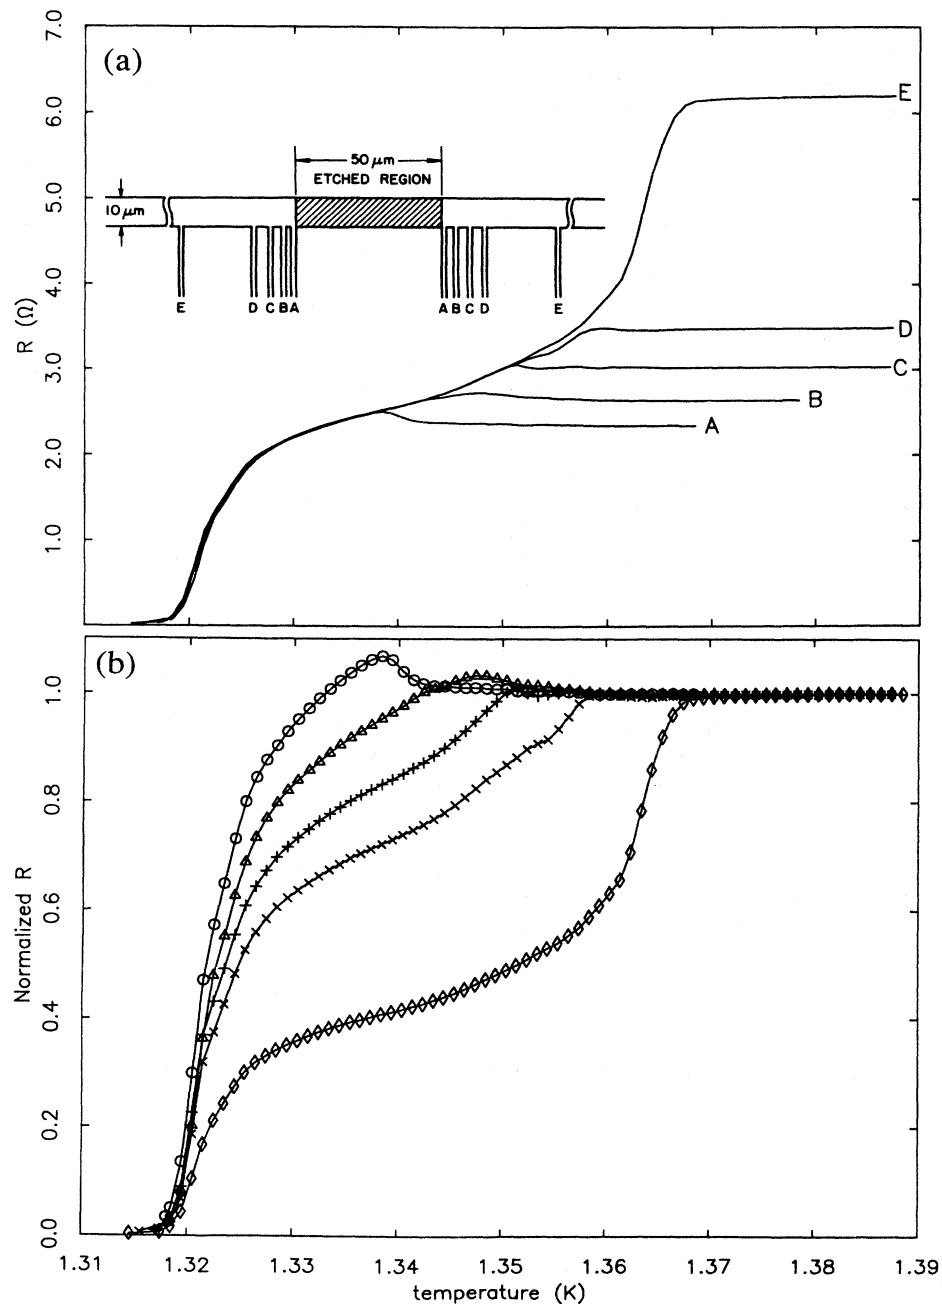 (a)
7.0
6.0
5.0
4.0
3.0
2.0
1.0
R (Ω)
50 μm
ETCHED REGION
10 μm
E D C B A A B C D E
E
D
C
B
A
(b)
1.0
0.8
0.6
0.4
0.2
0.0
Normalized R
1.31 1.32 1.33 1.34 1.35 1.36 1.37 1.38 1.39
temperature (K)